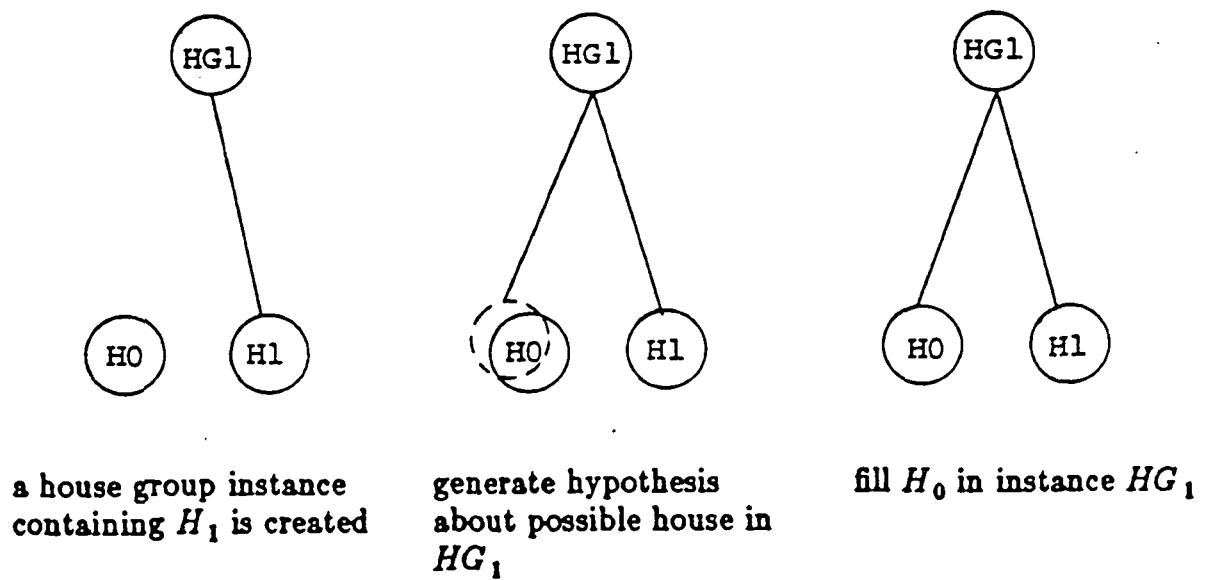 HG1
HG1
HG1
H0
H1
H0
H1
H0
H1
a house group instance
containing H₁ is created
generate hypothesis
about possible house in
HG₁
fill H₀ in instance HG₁